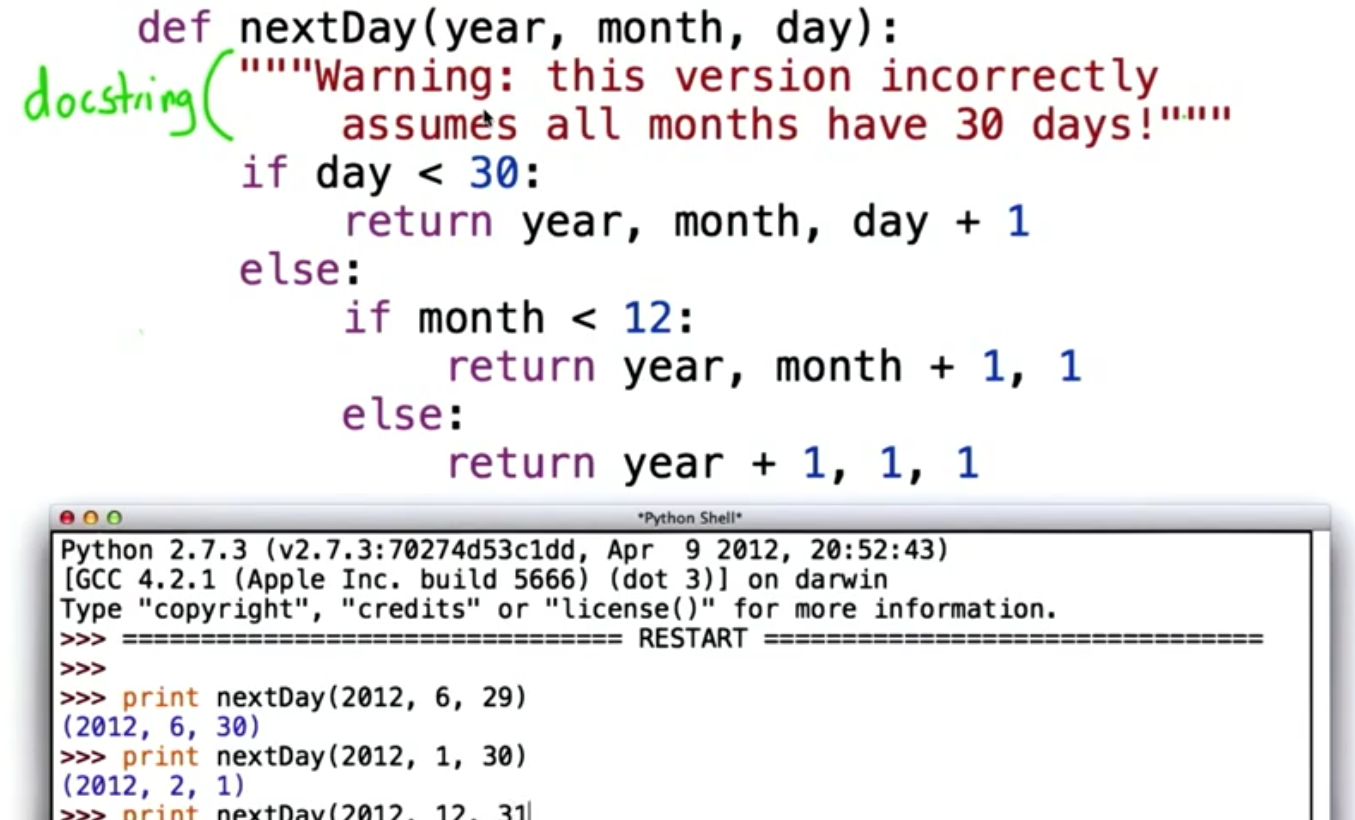 def nextDay(year, month, day):
docstring( """Warning: this version incorrectly
assumes all months have 30 days!"""
if day < 30:
return year, month, day + 1
else:
if month < 12:
return year, month + 1, 1
else:
return year + 1, 1, 1
*Python Shell*
Python 2.7.3 (v2.7.3:70274d53c1dd, Apr  9 2012, 20:52:43)
[GCC 4.2.1 (Apple Inc. build 5666) (dot 3)] on darwin
Type "copyright", "credits" or "license()" for more information.
>>> ================================ RESTART ================================
>>>
>>> print nextDay(2012, 6, 29)
(2012, 6, 30)
>>> print nextDay(2012, 1, 30)
(2012, 2, 1)
>>> print nextDay(2012, 12, 31